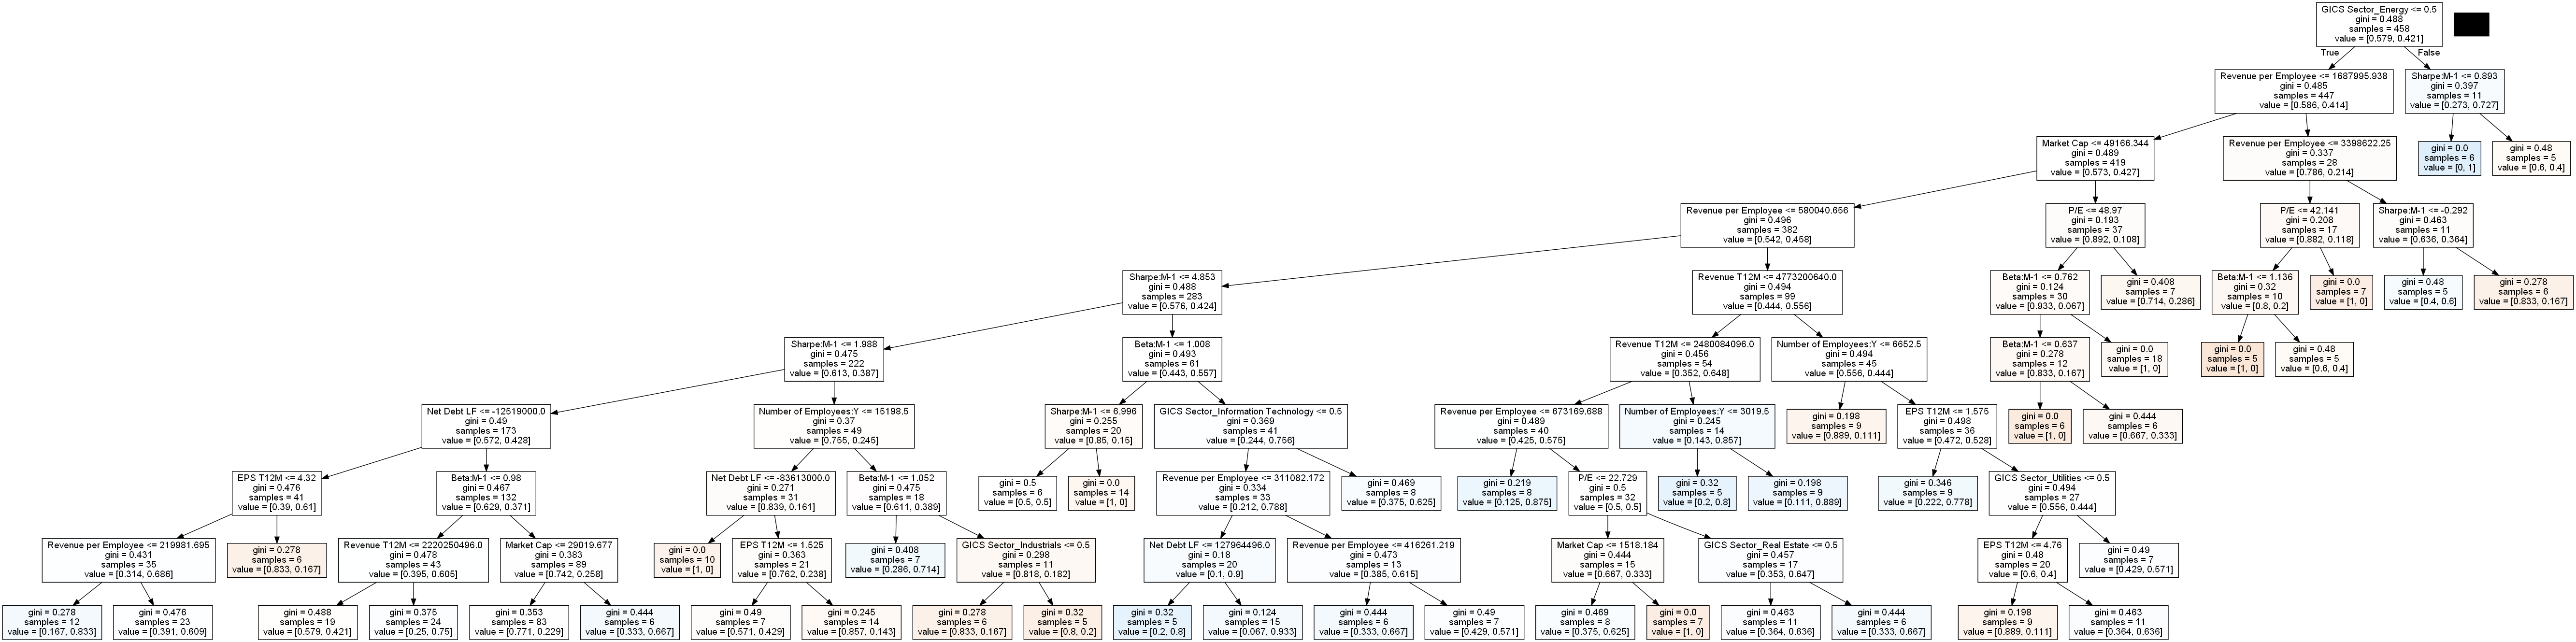 GICS Sector_Energy <= 0.5
gini = 0.488
samples = 458
value = [0.579, 0.421]
True
False
Revenue per Employee <= 1687995.938
gini = 0.485
samples = 447
value = [0.586, 0.414]
Sharpe:M-1 <= 0.893
gini = 0.397
samples = 11
value = [0.273, 0.727]
Market Cap <= 49166.344
gini = 0.489
samples = 419
value = [0.573, 0.427]
Revenue per Employee <= 3398622.25
gini = 0.337
samples = 28
value = [0.786, 0.214]
gini = 0.0
samples = 6
value = [0, 1]
gini = 0.48
samples = 5
value = [0.6, 0.4]
Revenue per Employee <= 580040.656
gini = 0.496
samples = 382
value = [0.542, 0.458]
P/E <= 48.97
gini = 0.193
samples = 37
value = [0.892, 0.108]
P/E <= 42.141
gini = 0.208
samples = 17
value = [0.882, 0.118]
Sharpe:M-1 <= -0.292
gini = 0.463
samples = 11
value = [0.636, 0.364]
Sharpe:M-1 <= 4.853
gini = 0.488
samples = 283
value = [0.576, 0.424]
Revenue T12M <= 4773200640.0
gini = 0.494
samples = 99
value = [0.444, 0.556]
Beta:M-1 <= 0.762
gini = 0.124
samples = 30
value = [0.933, 0.067]
gini = 0.408
samples = 7
value = [0.714, 0.286]
Beta:M-1 <= 1.136
gini = 0.32
samples = 10
value = [0.8, 0.2]
gini = 0.0
samples = 7
value = [1, 0]
gini = 0.48
samples = 5
value = [0.4, 0.6]
gini = 0.278
samples = 6
value = [0.833, 0.167]
Sharpe:M-1 <= 1.988
gini = 0.475
samples = 222
value = [0.613, 0.387]
Beta:M-1 <= 1.008
gini = 0.493
samples = 61
value = [0.443, 0.557]
Revenue T12M <= 2480084096.0
gini = 0.456
samples = 54
value = [0.352, 0.648]
Number of Employees:Y <= 6652.5
gini = 0.494
samples = 45
value = [0.556, 0.444]
Beta:M-1 <= 0.637
gini = 0.278
samples = 12
value = [0.833, 0.167]
gini = 0.0
samples = 18
value = [1, 0]
gini = 0.0
samples = 5
value = [1, 0]
gini = 0.48
samples = 5
value = [0.6, 0.4]
Net Debt LF <= -12519000.0
gini = 0.49
samples = 173
value = [0.572, 0.428]
Number of Employees:Y <= 15198.5
gini = 0.37
samples = 49
value = [0.755, 0.245]
Sharpe:M-1 <= 6.996
gini = 0.255
samples = 20
value = [0.85, 0.15]
GICS Sector_Information Technology <= 0.5
gini = 0.369
samples = 41
value = [0.244, 0.756]
Revenue per Employee <= 673169.688
gini = 0.489
samples = 40
value = [0.425, 0.575]
Number of Employees:Y <= 3019.5
gini = 0.245
samples = 14
value = [0.143, 0.857]
gini = 0.198
samples = 9
value = [0.889, 0.111]
EPS T12M <= 1.575
gini = 0.498
samples = 36
value = [0.472, 0.528]
gini = 0.0
samples = 6
value = [1, 0]
gini = 0.444
samples = 6
value = [0.667, 0.333]
EPS T12M <= 4.32
gini = 0.476
samples = 41
value = [0.39, 0.61]
Beta:M-1 <= 0.98
gini = 0.467
samples = 132
value = [0.629, 0.371]
Net Debt LF <= -83613000.0
gini = 0.271
samples = 31
value = [0.839, 0.161]
Beta:M-1 <= 1.052
gini = 0.475
samples = 18
value = [0.611, 0.389]
gini = 0.5
samples = 6
value = [0.5, 0.5]
gini = 0.0
samples = 14
value = [1, 0]
Revenue per Employee <= 311082.172
gini = 0.334
samples = 33
value = [0.212, 0.788]
gini = 0.469
samples = 8
value = [0.375, 0.625]
gini = 0.219
samples = 8
value = [0.125, 0.875]
P/E <= 22.729
gini = 0.5
samples = 32
value = [0.5, 0.5]
gini = 0.32
samples = 5
value = [0.2, 0.8]
gini = 0.198
samples = 9
value = [0.111, 0.889]
gini = 0.346
samples = 9
value = [0.222, 0.778]
GICS Sector_Utilities <= 0.5
gini = 0.494
samples = 27
value = [0.556, 0.444]
Revenue per Employee <= 219981.695
gini = 0.431
samples = 35
value = [0.314, 0.686]
gini = 0.278
samples = 6
value = [0.833, 0.167]
Revenue T12M <= 2220250496.0
gini = 0.478
samples = 43
value = [0.395, 0.605]
Market Cap <= 29019.677
gini = 0.383
samples = 89
value = [0.742, 0.258]
gini = 0.0
samples = 10
value = [1, 0]
EPS T12M <= 1.525
gini = 0.363
samples = 21
value = [0.762, 0.238]
gini = 0.408
samples = 7
value = [0.286, 0.714]
GICS Sector_Industrials <= 0.5
gini = 0.298
samples = 11
value = [0.818, 0.182]
Net Debt LF <= 127964496.0
gini = 0.18
samples = 20
value = [0.1, 0.9]
Revenue per Employee <= 416261.219
gini = 0.473
samples = 13
value = [0.385, 0.615]
Market Cap <= 1518.184
gini = 0.444
samples = 15
value = [0.667, 0.333]
GICS Sector_Real Estate <= 0.5
gini = 0.457
samples = 17
value = [0.353, 0.647]
EPS T12M <= 4.76
gini = 0.48
samples = 20
value = [0.6, 0.4]
gini = 0.49
samples = 7
value = [0.429, 0.571]
gini = 0.278
samples = 12
value = [0.167, 0.833]
gini = 0.476
samples = 23
value = [0.391, 0.609]
gini = 0.488
samples = 19
value = [0.579, 0.421]
gini = 0.375
samples = 24
value = [0.25, 0.75]
gini = 0.353
samples = 83
value = [0.771, 0.229]
gini = 0.444
samples = 6
value = [0.333, 0.667]
gini = 0.49
samples = 7
value = [0.571, 0.429]
gini = 0.245
samples = 14
value = [0.857, 0.143]
gini = 0.278
samples = 6
value = [0.833, 0.167]
gini = 0.32
samples = 5
value = [0.8, 0.2]
gini = 0.32
samples = 5
value = [0.2, 0.8]
gini = 0.124
samples = 15
value = [0.067, 0.933]
gini = 0.444
samples = 6
value = [0.333, 0.667]
gini = 0.49
samples = 7
value = [0.429, 0.571]
gini = 0.469
samples = 8
value = [0.375, 0.625]
gini = 0.0
samples = 7
value = [1, 0]
gini = 0.463
samples = 11
value = [0.364, 0.636]
gini = 0.444
samples = 6
value = [0.333, 0.667]
gini = 0.198
samples = 9
value = [0.889, 0.111]
gini = 0.463
samples = 11
value = [0.364, 0.636]